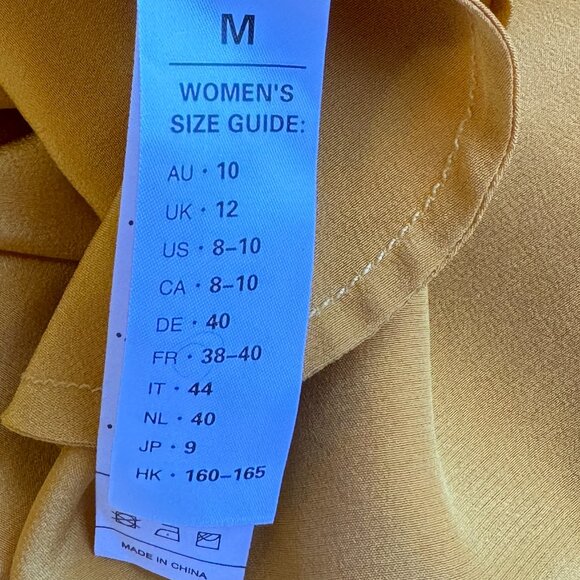 M
WOMEN'S
SIZE GUIDE:
AU • 10
UK • 12
US • 8–10
CA • 8–10
DE • 40
FR • 38–40
IT • 44
NL • 40
JP • 9
HK • 160–165
MADE IN CHINA